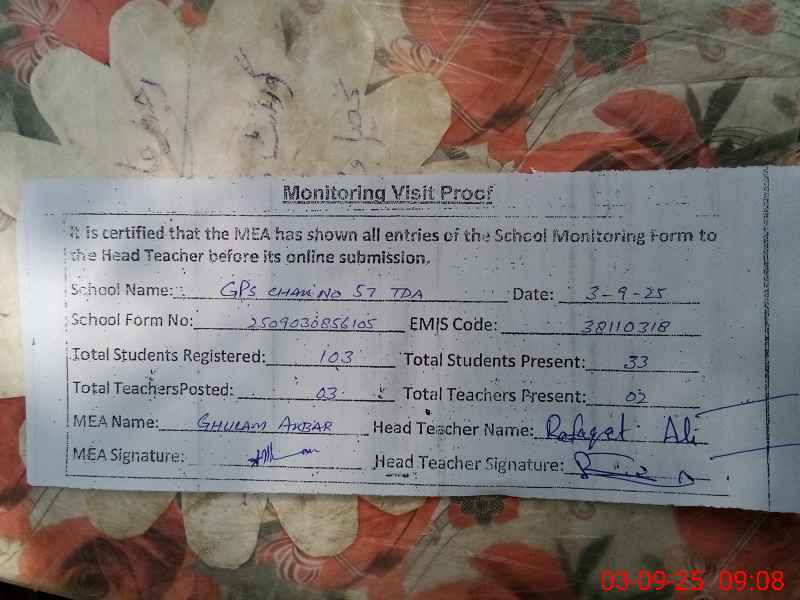 Monitoring Visit Proof
It is certified that the MEA has shown all entries of the School Monitoring Form to
the Head Teacher before its online submission.
School Name: GPS CHAK NO 57 TDA Date: 3-9-25
School Form No: 2509030856105 EMIS Code: 38110318
Total Students Registered: 103 Total Students Present: 33
Total TeachersPosted: 03 Total Teachers Present: 02
MEA Name: GHULAM AKBAR Head Teacher Name: Rafaqat Ali
MEA Signature: Head Teacher Signature:
03-09-25 09:08